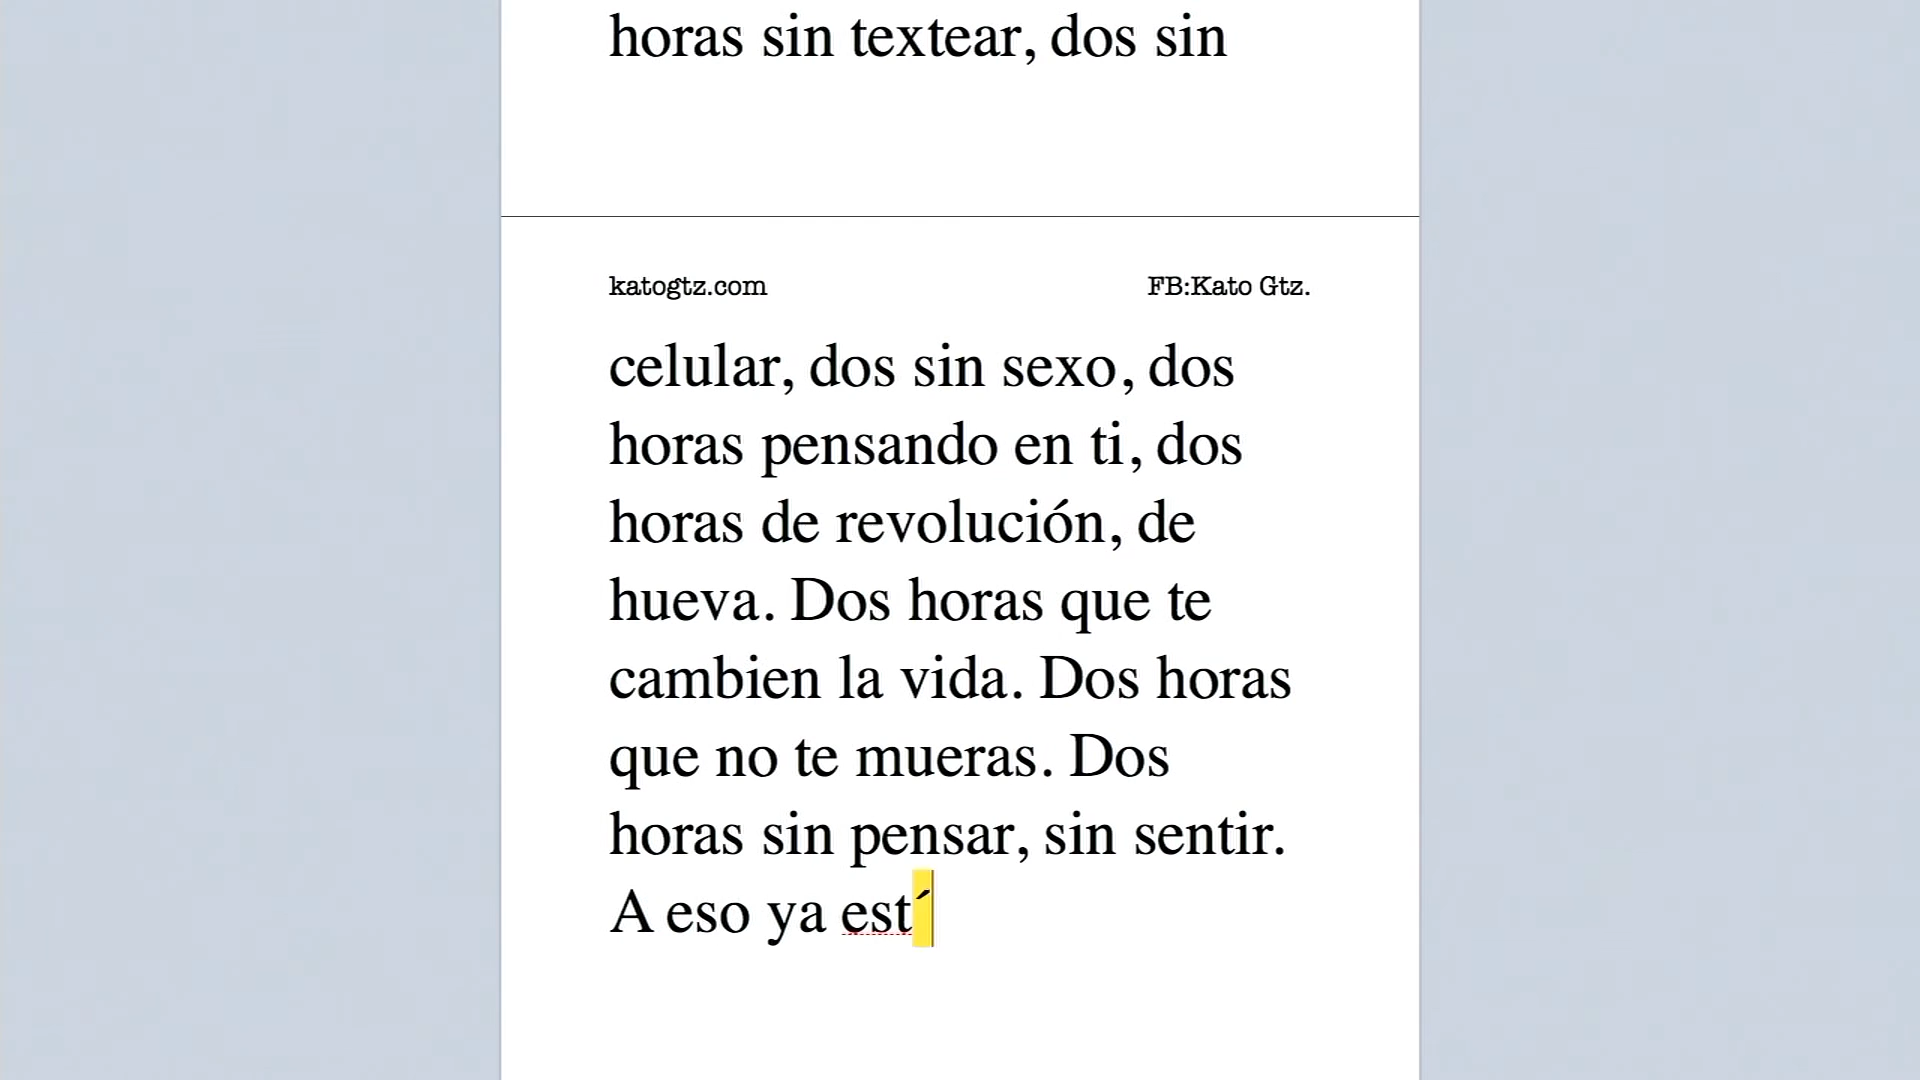 horas sin textear, dos sin
katogtz.com FB:Kato Gtz.
celular, dos sin sexo, dos
horas pensando en ti, dos
horas de revolución, de
hueva. Dos horas que te
cambien la vida. Dos horas
que no te mueras. Dos
horas sin pensar, sin sentir.
A eso ya est´